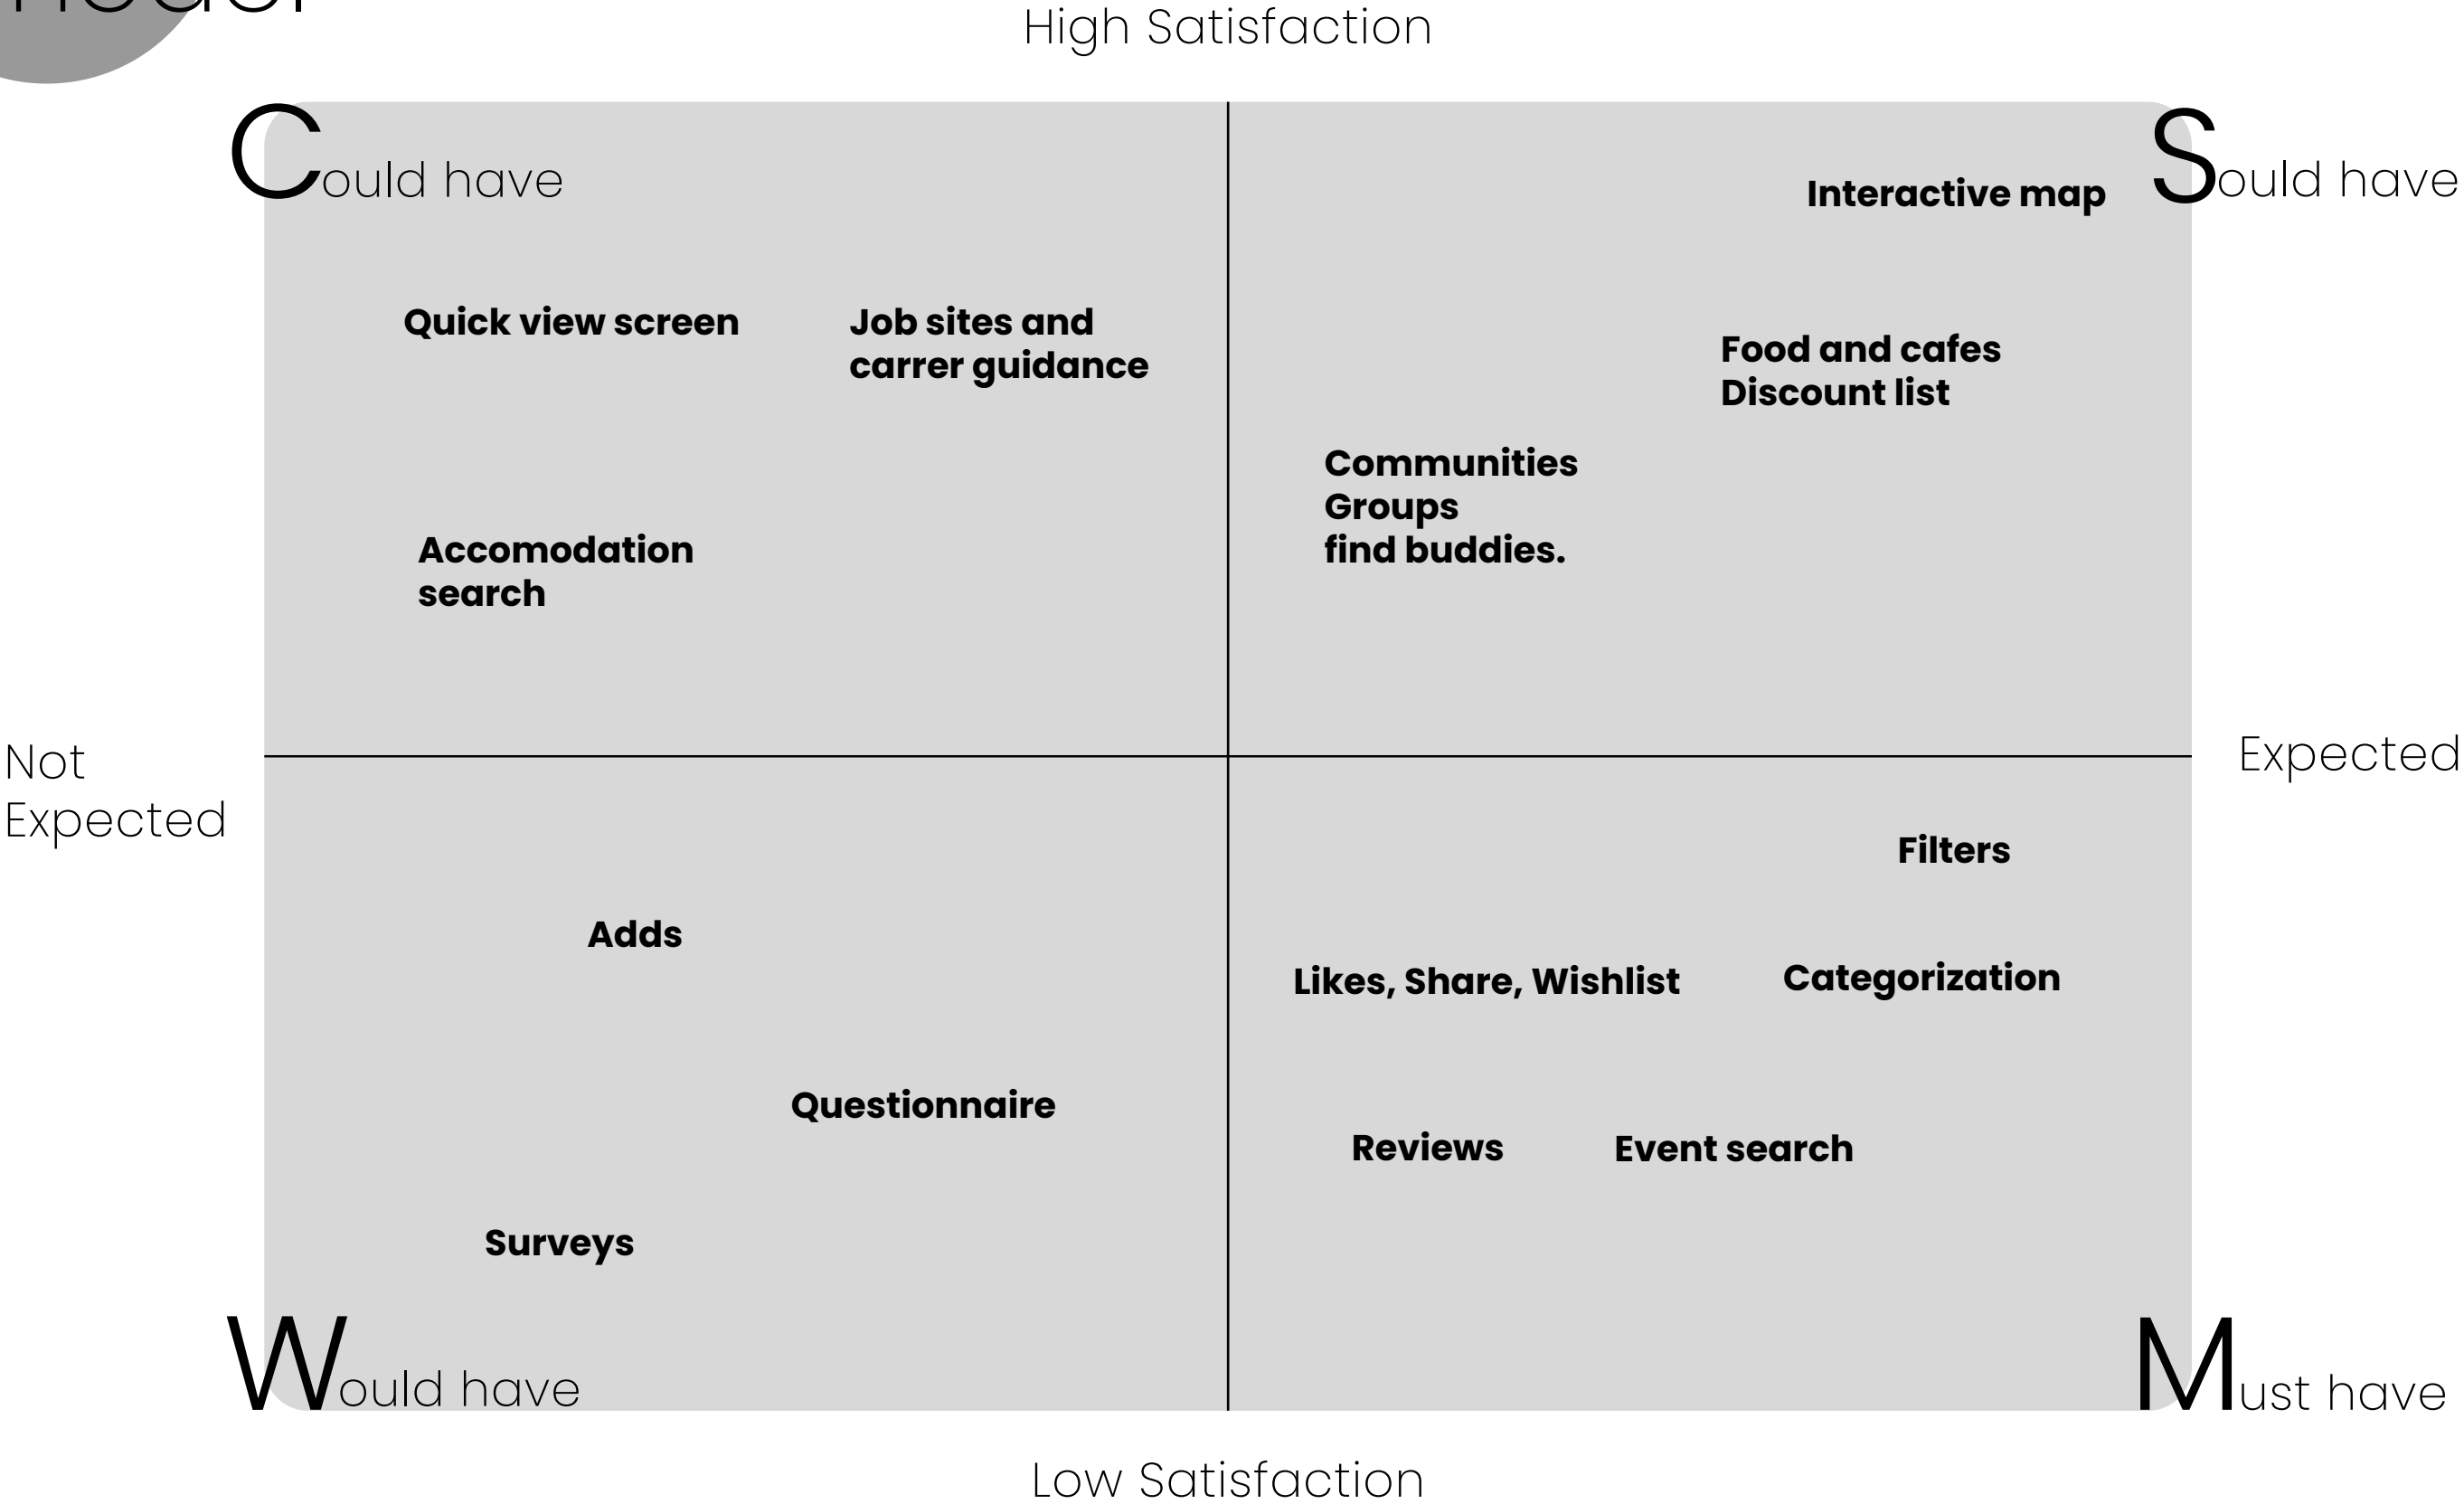 High Satisfaction
Could have
Sould have
Interactive map
Quick view screen
Job sites and
carrer guidance
Food and cafes
Discount list
Communities
Groups
find buddies.
Accomodation
search
Not
Expected
Expected
Filters
Adds
Likes, Share, Wishlist
Categorization
Questionnaire
Reviews
Event search
Surveys
Would have
Must have
Low Satisfaction